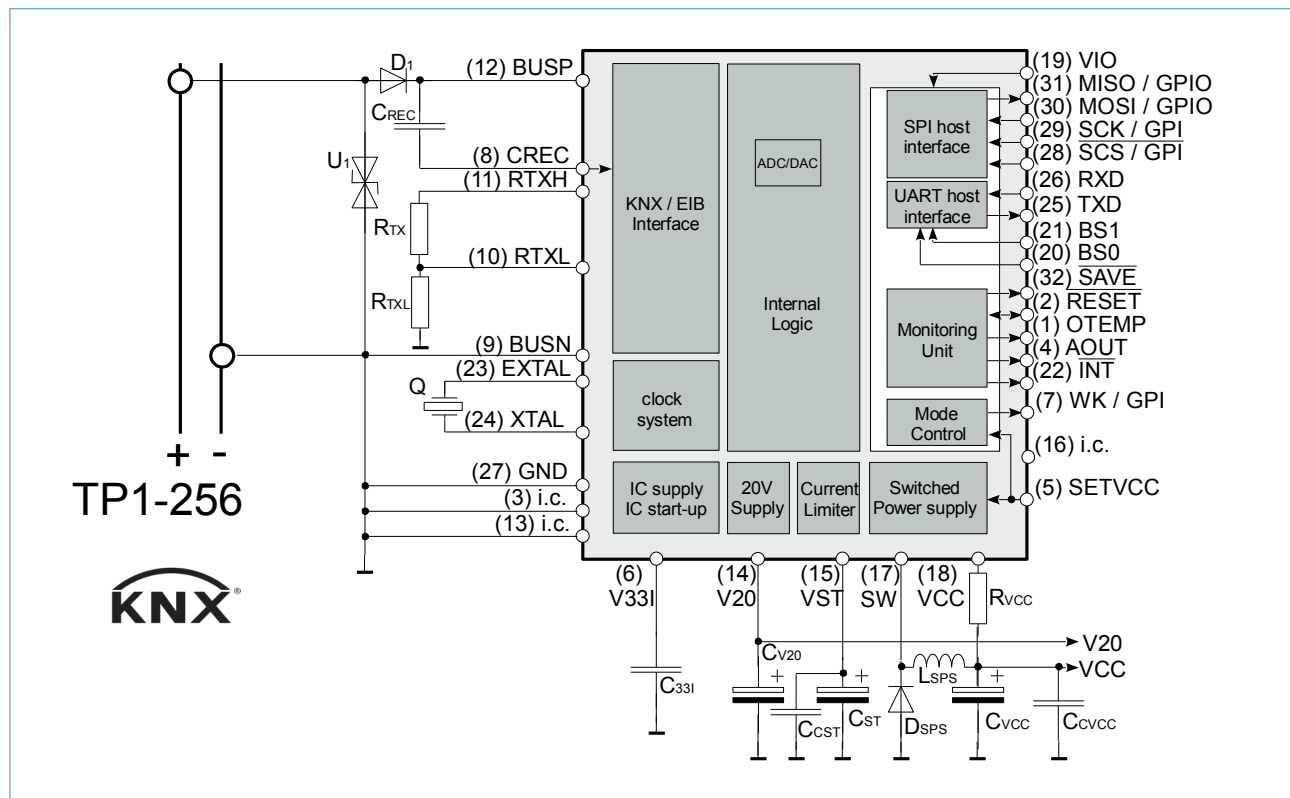 D1
(12) BUSP
CREC
(8) CREC
(11) RTXH
U1
RTX
(10) RTXL
RTXL
(9) BUSN
(23) EXTAL
Q
(24) XTAL
+ -
TP1-256
(27) GND
(3) i.c.
(13) i.c.
KNX®
KNX / EIB
Interface
clock
system
IC supply
IC start-up
ADC/DAC
Internal
Logic
20V
Supply
Current
Limiter
SPI host
interface
UART host
interface
Monitoring
Unit
Mode
Control
Switched
Power supply
(19) VIO
(31) MISO / GPIO
(30) MOSI / GPIO
(29) SCK / GPI
(28) SCS / GPI
(26) RXD
(25) TXD
(21) BS1
(20) BS0
(32) SAVE
(2) RESET
(1) OTEMP
(4) AOUT
(22) INT
(7) WK / GPI
(16) i.c.
(5) SETVCC
(6)
V33I
(14)
V20
(15)
VST
(17)
SW
(18)
VCC
RVCC
V20
VCC
C33I
CV20
+
CCST
+
CST
DSPS
LSPS
+
CVCC
CCVCC